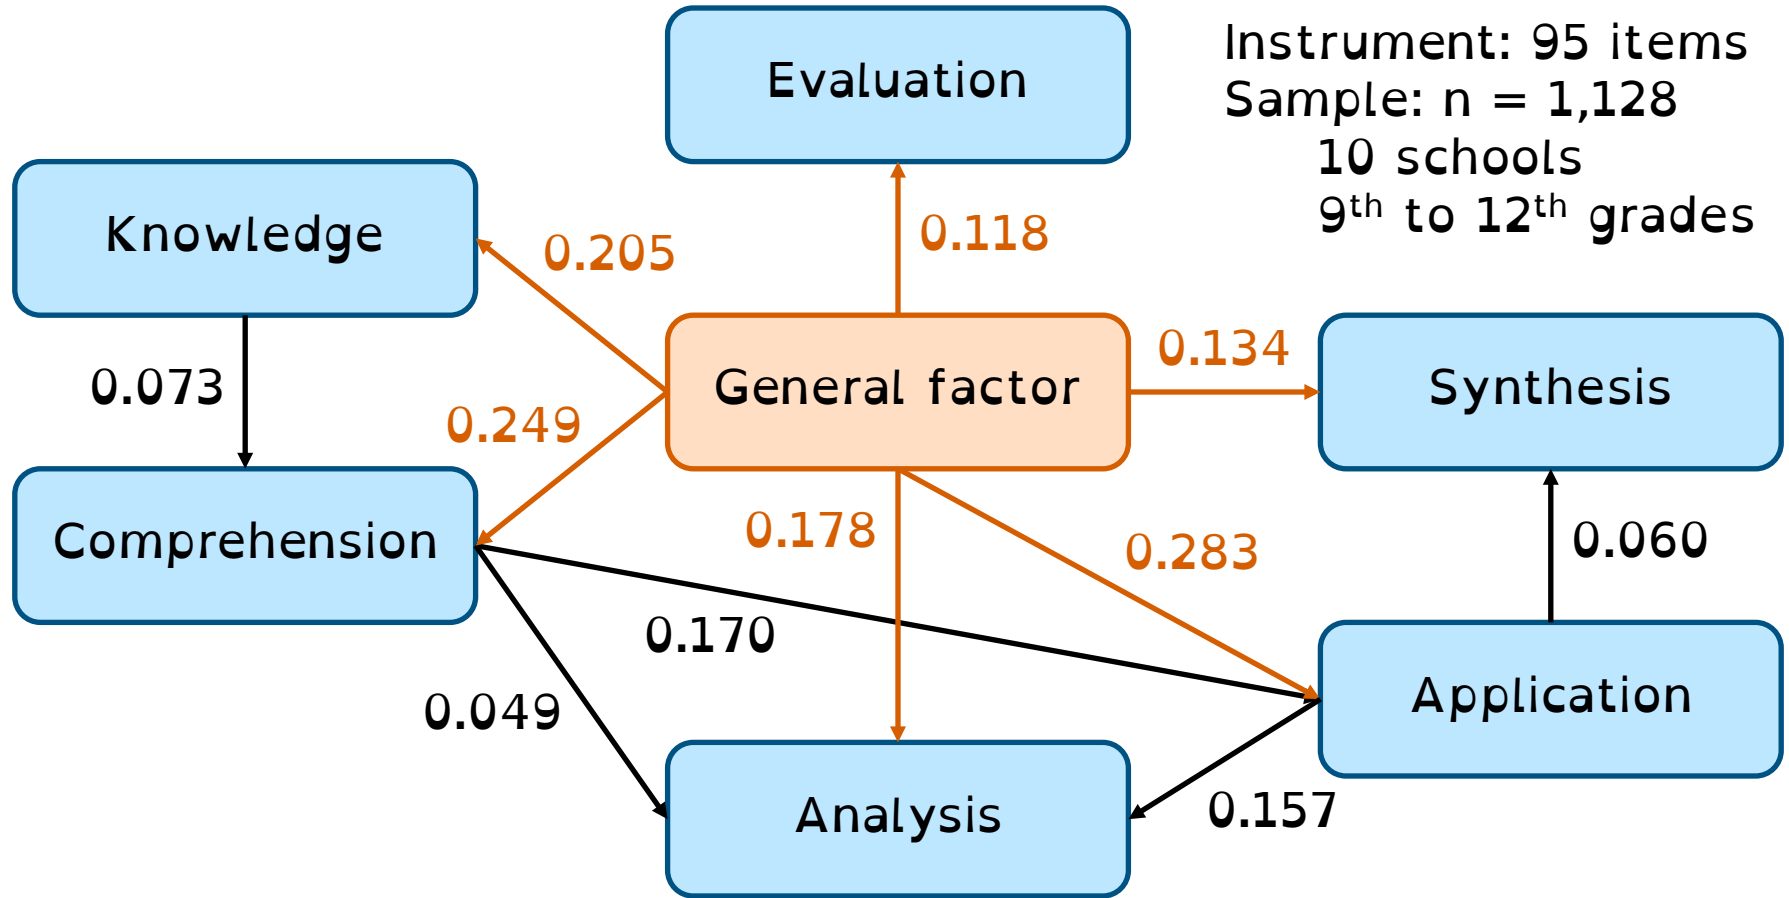 Instrument: 95 items
Sample: n = 1,128
10 schools
9th to 12th grades
Evaluation
Knowledge
0.205
0.118
0.073
0.249
General factor
0.134
Synthesis
Comprehension
0.178
0.283
0.060
0.170
0.049
Application
Analysis
0.157